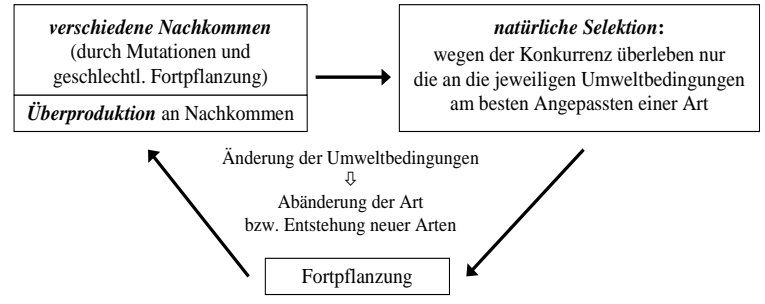 verschiedene Nachkommen
(durch Mutationen und
geschlechtl. Fortpflanzung)
Überproduktion an Nachkommen
natürliche Selektion:
wegen der Konkurrenz überleben nur
die an die jeweiligen Umweltbedingungen
am besten Angepassten einer Art
Änderung der Umweltbedingungen
⇩
Abänderung der Art
bzw. Entstehung neuer Arten
Fortpflanzung